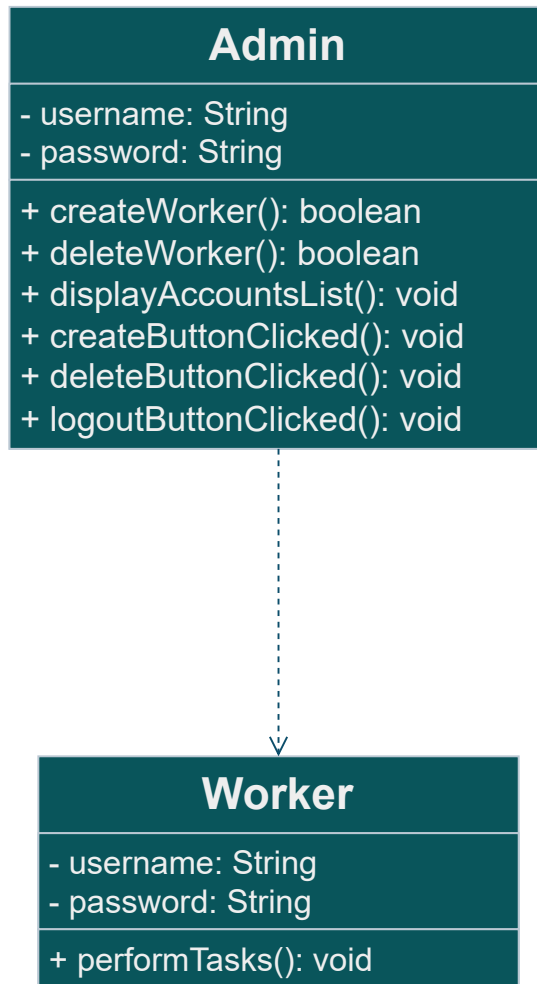 Admin
- username: String
- password: String
+ createWorker(): boolean
+ deleteWorker(): boolean
+ displayAccountsList(): void
+ createButtonClicked(): void
+ deleteButtonClicked(): void
+ logoutButtonClicked(): void
Worker
- username: String
- password: String
+ performTasks(): void